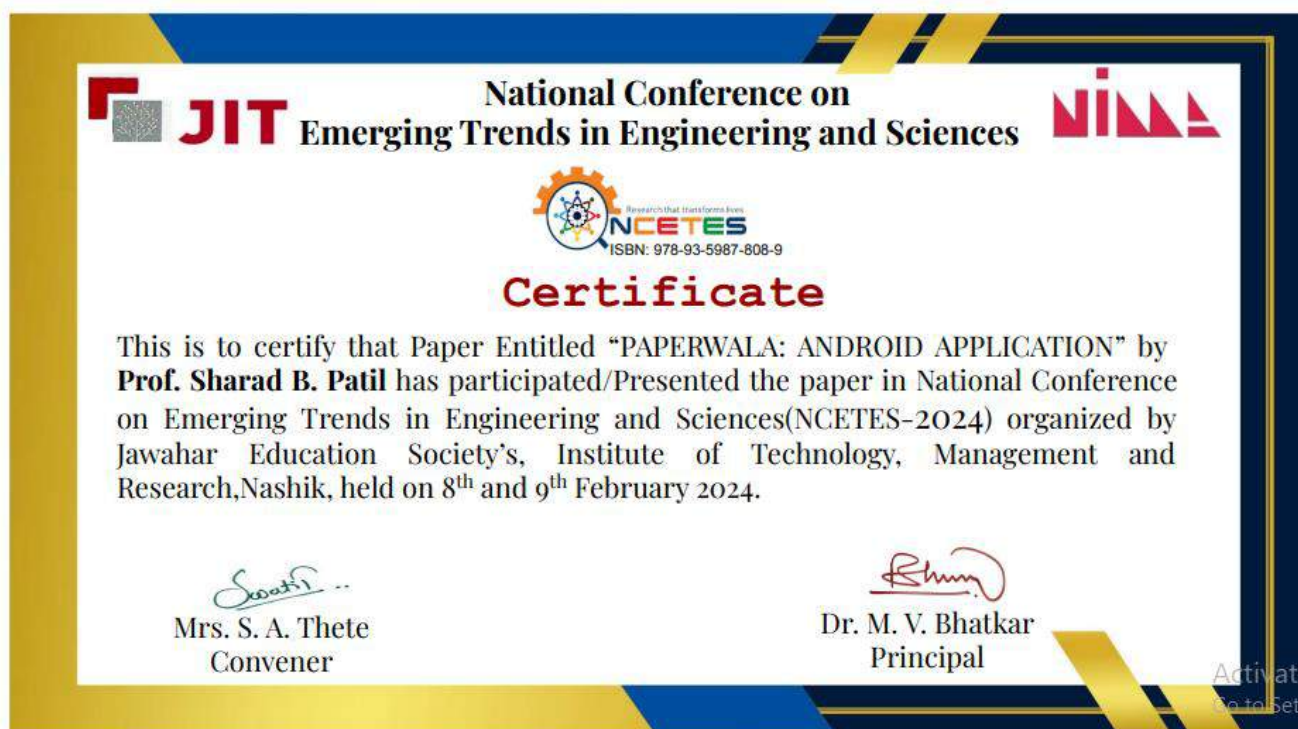 National Conference on
JIT
Emerging Trends in Engineering and Sciences
NIMA
Research that transforms lives
NCETES
ISBN: 978-93-5987-808-9
Certificate
This is to certify that Paper Entitled “PAPERWALA: ANDROID APPLICATION” by
Prof. Sharad B. Patil has participated/Presented the paper in National Conference
on Emerging Trends in Engineering and Sciences(NCETES-2024) organized by
Jawahar Education Society’s, Institute of Technology, Management and
Research,Nashik, held on 8th and 9th February 2024.
Swati
Mrs. S. A. Thete
Convener
Dr. M. V. Bhatkar
Principal
Activat
Go to Set